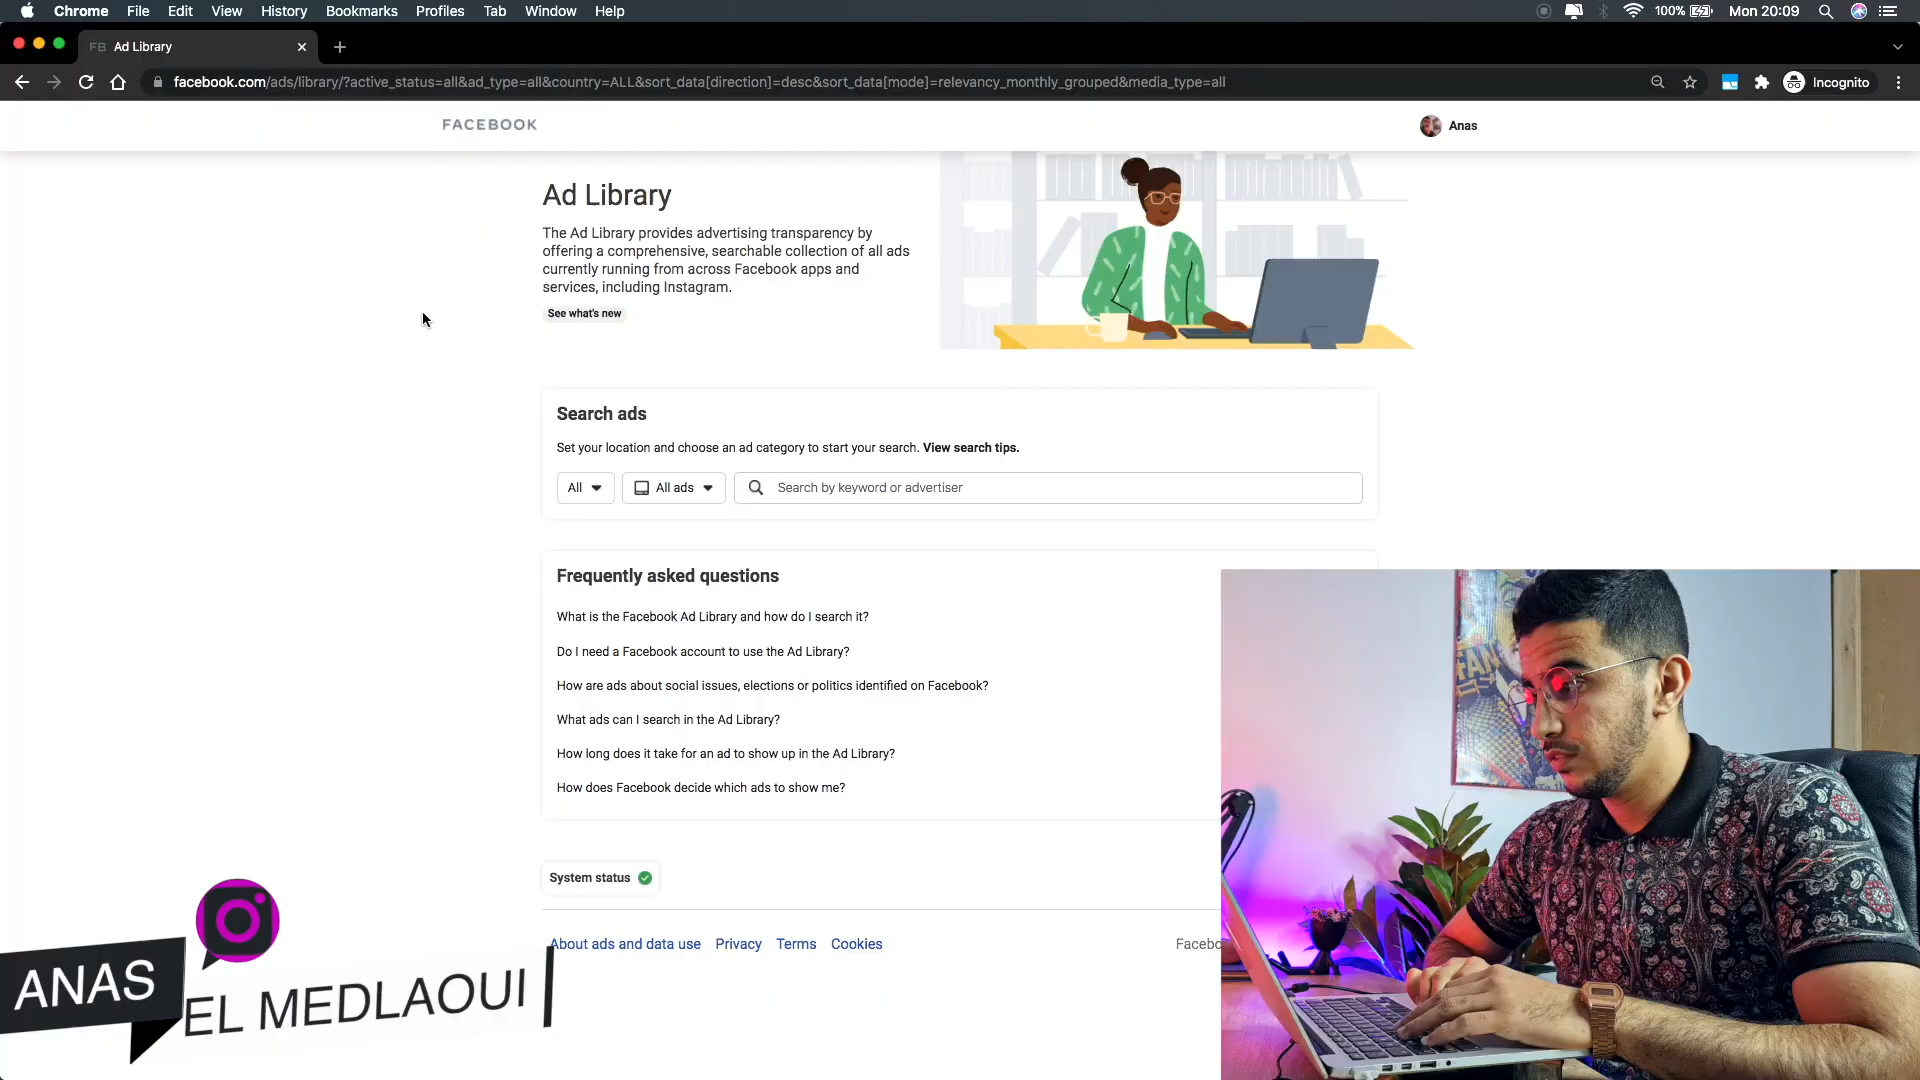 Chrome File Edit View History Bookmarks Profiles Tab Window Help 100% Mon 20:09
FB Ad Library
facebook.com/ads/library/?active_status=all&ad_type=all&country=ALL&sort_data[direction]=desc&sort_data[mode]=relevancy_monthly_grouped&media_type=all Incognito
FACEBOOK Anas
Ad Library
The Ad Library provides advertising transparency by
offering a comprehensive, searchable collection of all ads
currently running from across Facebook apps and
services, including Instagram.
See what's new
Search ads
Set your location and choose an ad category to start your search. View search tips.
All All ads Search by keyword or advertiser
Frequently asked questions
What is the Facebook Ad Library and how do I search it?
Do I need a Facebook account to use the Ad Library?
How are ads about social issues, elections or politics identified on Facebook?
What ads can I search in the Ad Library?
How long does it take for an ad to show up in the Ad Library?
How does Facebook decide which ads to show me?
System status
About ads and data use Privacy Terms Cookies
ANAS
EL MEDLAOUI